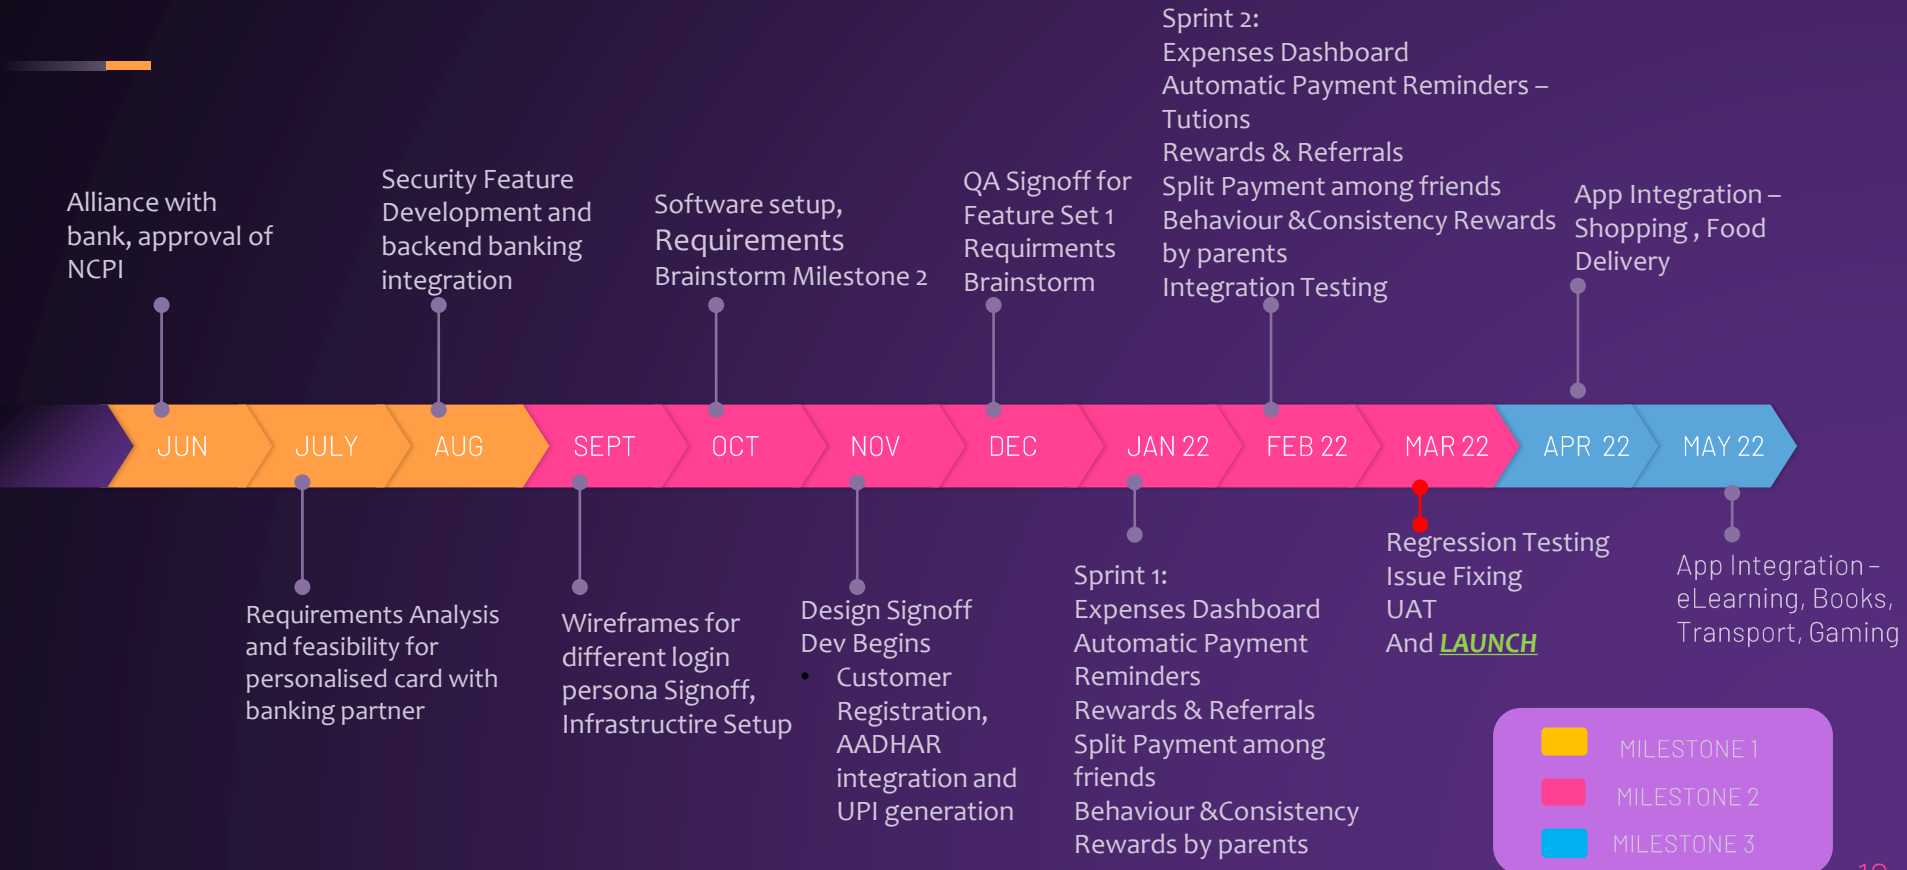 Sprint 2:
Expenses Dashboard
Automatic Payment Reminders –
Tutions
Rewards & Referrals
Split Payment among friends
Behaviour &Consistency Rewards
by parents
Integration Testing
Alliance with
bank, approval of
NCPI
Security Feature
Development and
backend banking
integration
Software setup,
Requirements
Brainstorm Milestone 2
QA Signoff for
Feature Set 1
Requirments
Brainstorm
App Integration –
Shopping , Food
Delivery
JUN
JULY
AUG
SEPT
OCT
NOV
DEC
JAN 22
FEB 22
MAR 22
APR 22
MAY 22
Requirements Analysis
and feasibility for
personalised card with
banking partner
Wireframes for
different login
persona Signoff,
Infrastructire Setup
Design Signoff
Dev Begins
• Customer
Registration,
AADHAR
integration and
UPI generation
Sprint 1:
Expenses Dashboard
Automatic Payment
Reminders
Rewards & Referrals
Split Payment among
friends
Behaviour &Consistency
Rewards by parents
Regression Testing
Issue Fixing
UAT
And LAUNCH
App Integration –
eLearning, Books,
Transport, Gaming
MILESTONE 1
MILESTONE 2
MILESTONE 3